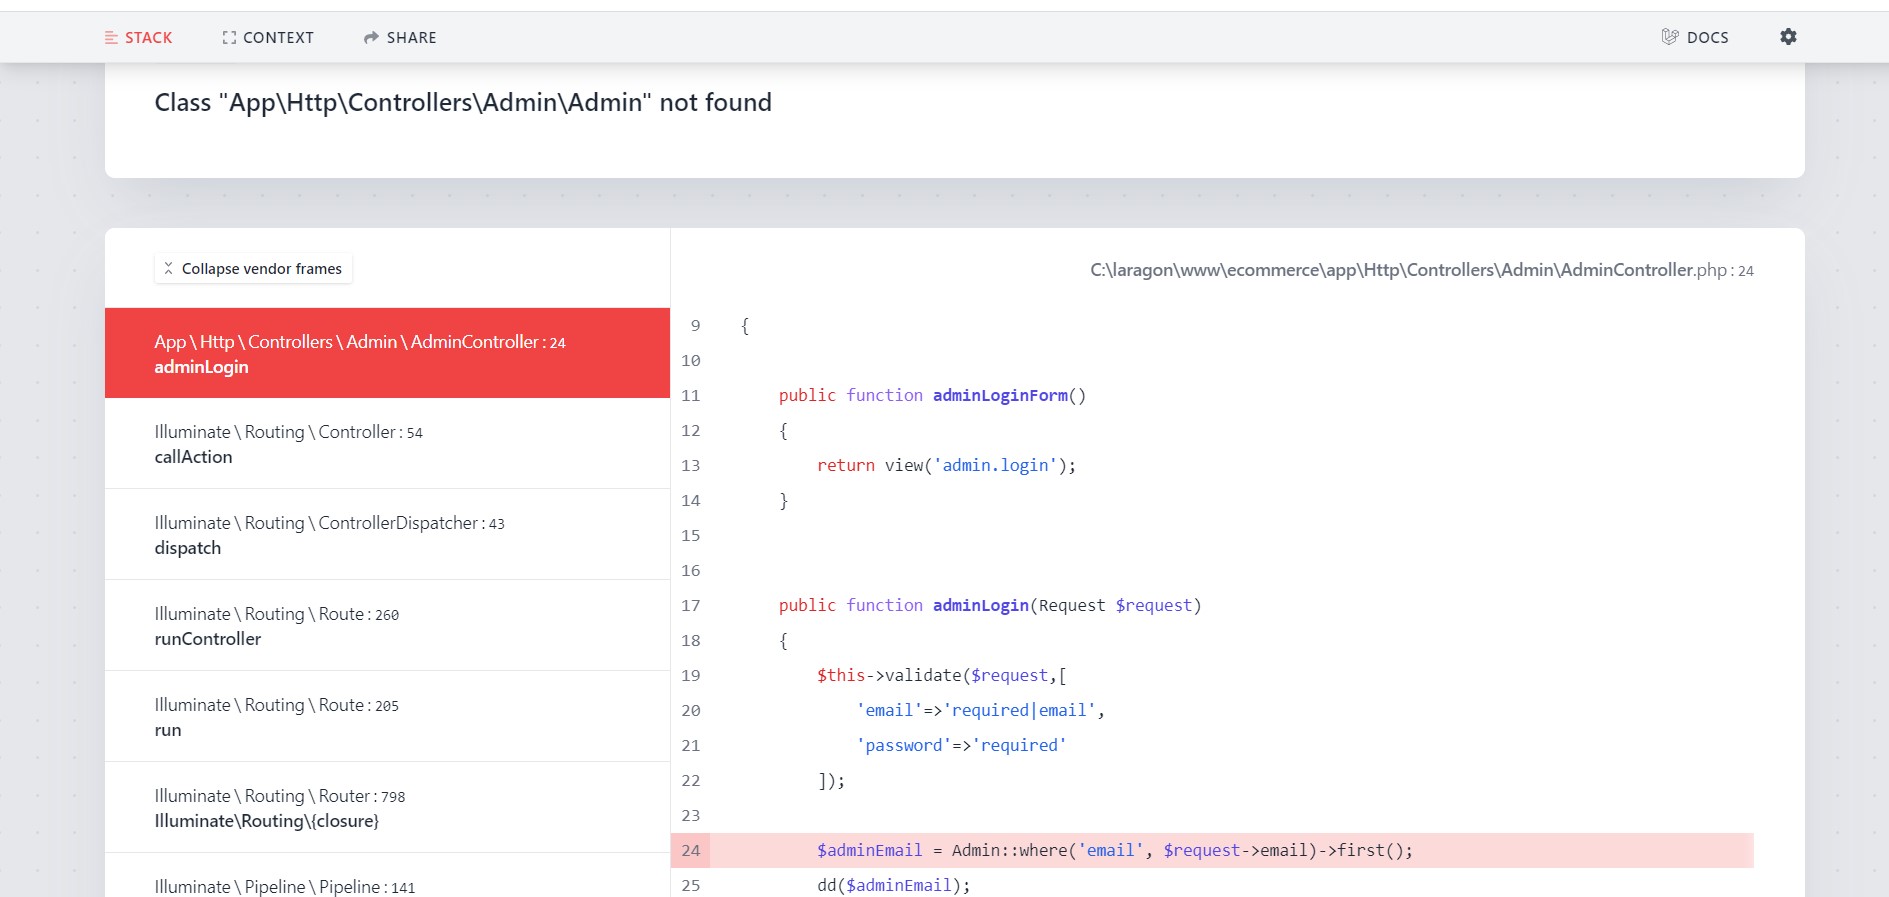 STACK CONTEXT SHARE DOCS
Class "App\Http\Controllers\Admin\Admin" not found
Collapse vendor frames
App \ Http \ Controllers \ Admin \ AdminController : 24
adminLogin
Illuminate \ Routing \ Controller : 54
callAction
Illuminate \ Routing \ ControllerDispatcher : 43
dispatch
Illuminate \ Routing \ Route : 260
runController
Illuminate \ Routing \ Route : 205
run
Illuminate \ Routing \ Router : 798
Illuminate\Routing\{closure}
Illuminate \ Pipeline \ Pipeline : 141
C:\laragon\www\ecommerce\app\Http\Controllers\Admin\AdminController.php : 24
9 {
10
11     public function adminLoginForm()
12     {
13         return view('admin.login');
14     }
15
16
17     public function adminLogin(Request $request)
18     {
19         $this->validate($request,[
20             'email'=>'required|email',
21             'password'=>'required'
22         ]);
23
24         $adminEmail = Admin::where('email', $request->email)->first();
25         dd($adminEmail);